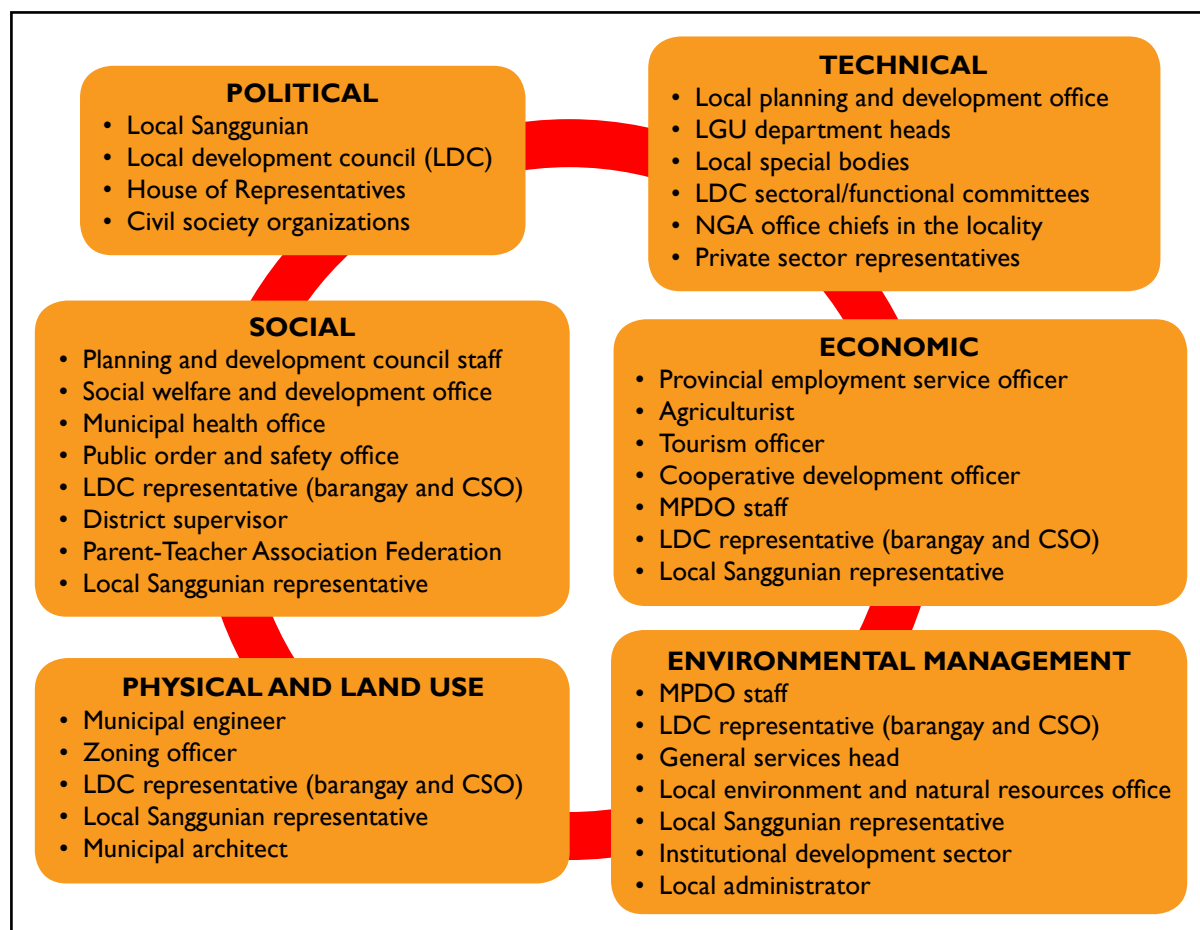 POLITICAL
• Local Sanggunian
• Local development council (LDC)
• House of Representatives
• Civil society organizations
TECHNICAL
• Local planning and development office
• LGU department heads
• Local special bodies
• LDC sectoral/functional committees
• NGA office chiefs in the locality
• Private sector representatives
SOCIAL
• Planning and development council staff
• Social welfare and development office
• Municipal health office
• Public order and safety office
• LDC representative (barangay and CSO)
• District supervisor
• Parent-Teacher Association Federation
• Local Sanggunian representative
ECONOMIC
• Provincial employment service officer
• Agriculturist
• Tourism officer
• Cooperative development officer
• MPDO staff
• LDC representative (barangay and CSO)
• Local Sanggunian representative
PHYSICAL AND LAND USE
• Municipal engineer
• Zoning officer
• LDC representative (barangay and CSO)
• Local Sanggunian representative
• Municipal architect
ENVIRONMENTAL MANAGEMENT
• MPDO staff
• LDC representative (barangay and CSO)
• General services head
• Local environment and natural resources office
• Local Sanggunian representative
• Institutional development sector
• Local administrator